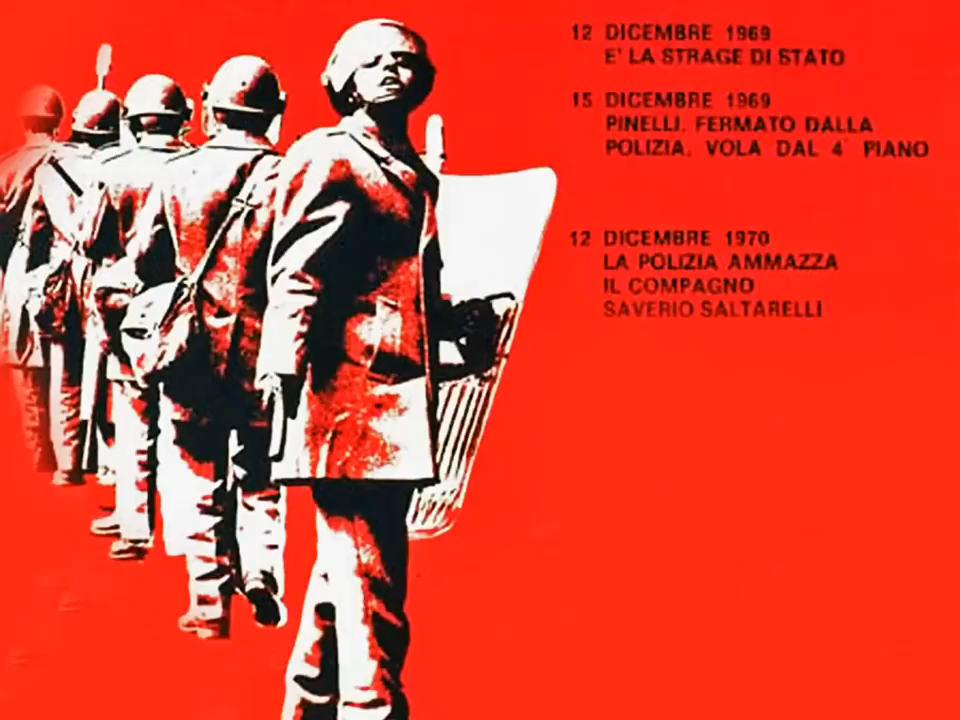 12 DICEMBRE 1969
E' LA STRAGE DI STATO
15 DICEMBRE 1969
PINELLI, FERMATO DALLA
POLIZIA, VOLA DAL 4° PIANO
12 DICEMBRE 1970
LA POLIZIA AMMAZZA
IL COMPAGNO
SAVERIO SALTARELLI